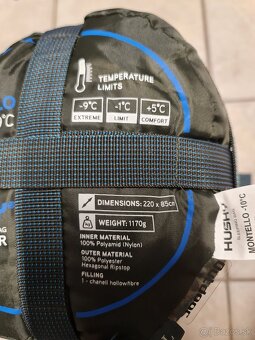 TEMPERATURE
LIMITS
-9°C
EXTREME
-1°C
LIMIT
+5°C
COMFORT
0°C
DIMENSIONS: 220 x 85cm
WEIGHT: 1170g
INNER MATERIAL
100% Polyamid (Nylon)
OUTER MATERIAL
100% Polyester
Hexagonal Ripstop
FILLING
1 - chanell hollowfibre
HUSKY
MONTELLO -10°C